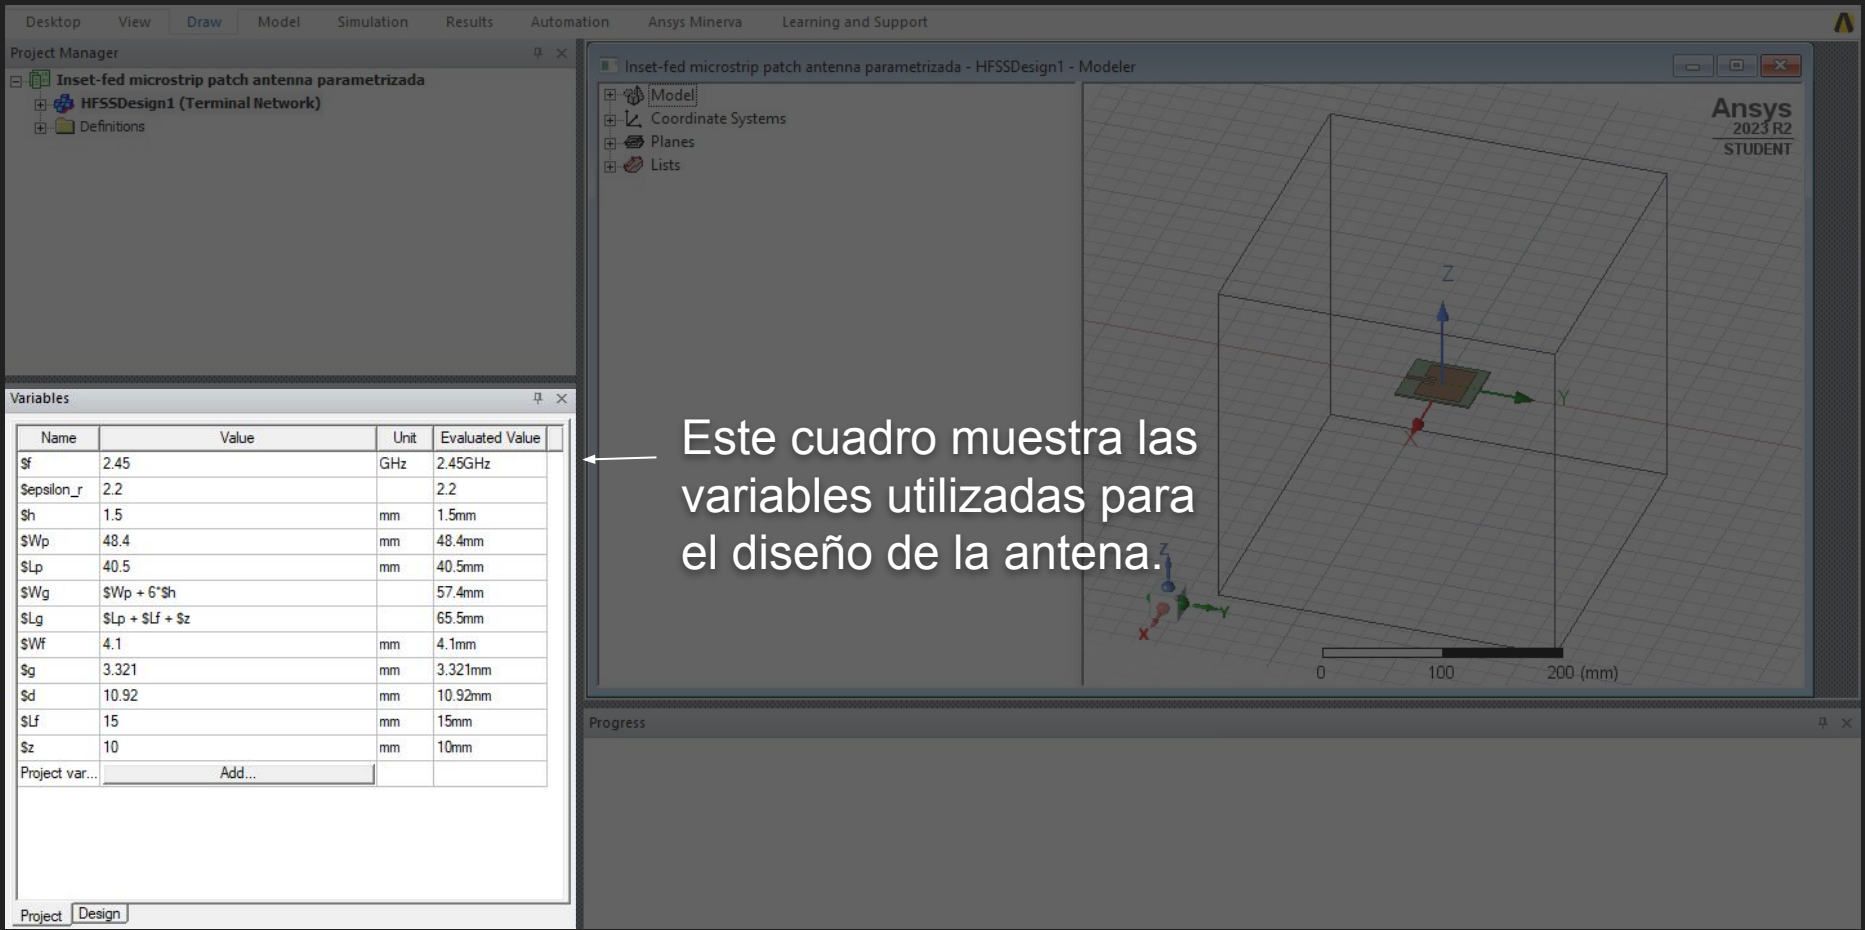 Desktop View Draw Model Simulation Results Automation Ansys Minerva Learning and Support
Project Manager
Inset-fed microstrip patch antenna parametrizada
HFSSDesign1 (Terminal Network)
Definitions
Inset-fed microstrip patch antenna parametrizada - HFSSDesign1 - Modeler
Model
Coordinate Systems
Planes
Lists
Ansys
2023 R2
STUDENT
Z
Y
X
Z
Y
X
0 100 200 (mm)
Variables
Name Value Unit Evaluated Value
$f 2.45 GHz 2.45GHz
$epsilon_r 2.2 2.2
$h 1.5 mm 1.5mm
$Wp 48.4 mm 48.4mm
$Lp 40.5 mm 40.5mm
$Wg $Wp + 6*$h 57.4mm
$Lg $Lp + $Lf + $z 65.5mm
$Wf 4.1 mm 4.1mm
$g 3.321 mm 3.321mm
$d 10.92 mm 10.92mm
$Lf 15 mm 15mm
$z 10 mm 10mm
Project var... Add...
Project Design
Este cuadro muestra las
variables utilizadas para
el diseño de la antena.
Progress